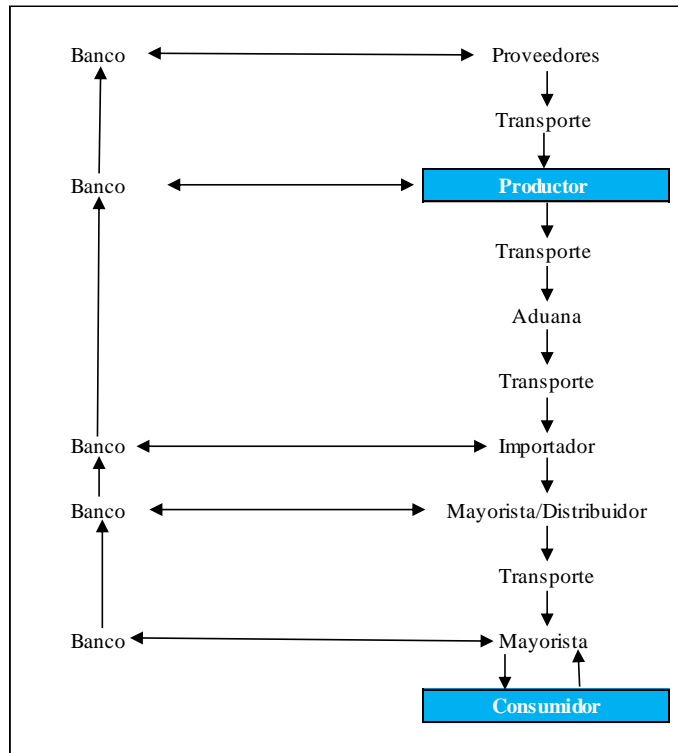 Banco Proveedores
Transporte
Banco Productor
Transporte
Aduana
Transporte
Banco Importador
Banco Mayorista/Distribuidor
Transporte
Banco Mayorista
Consumidor